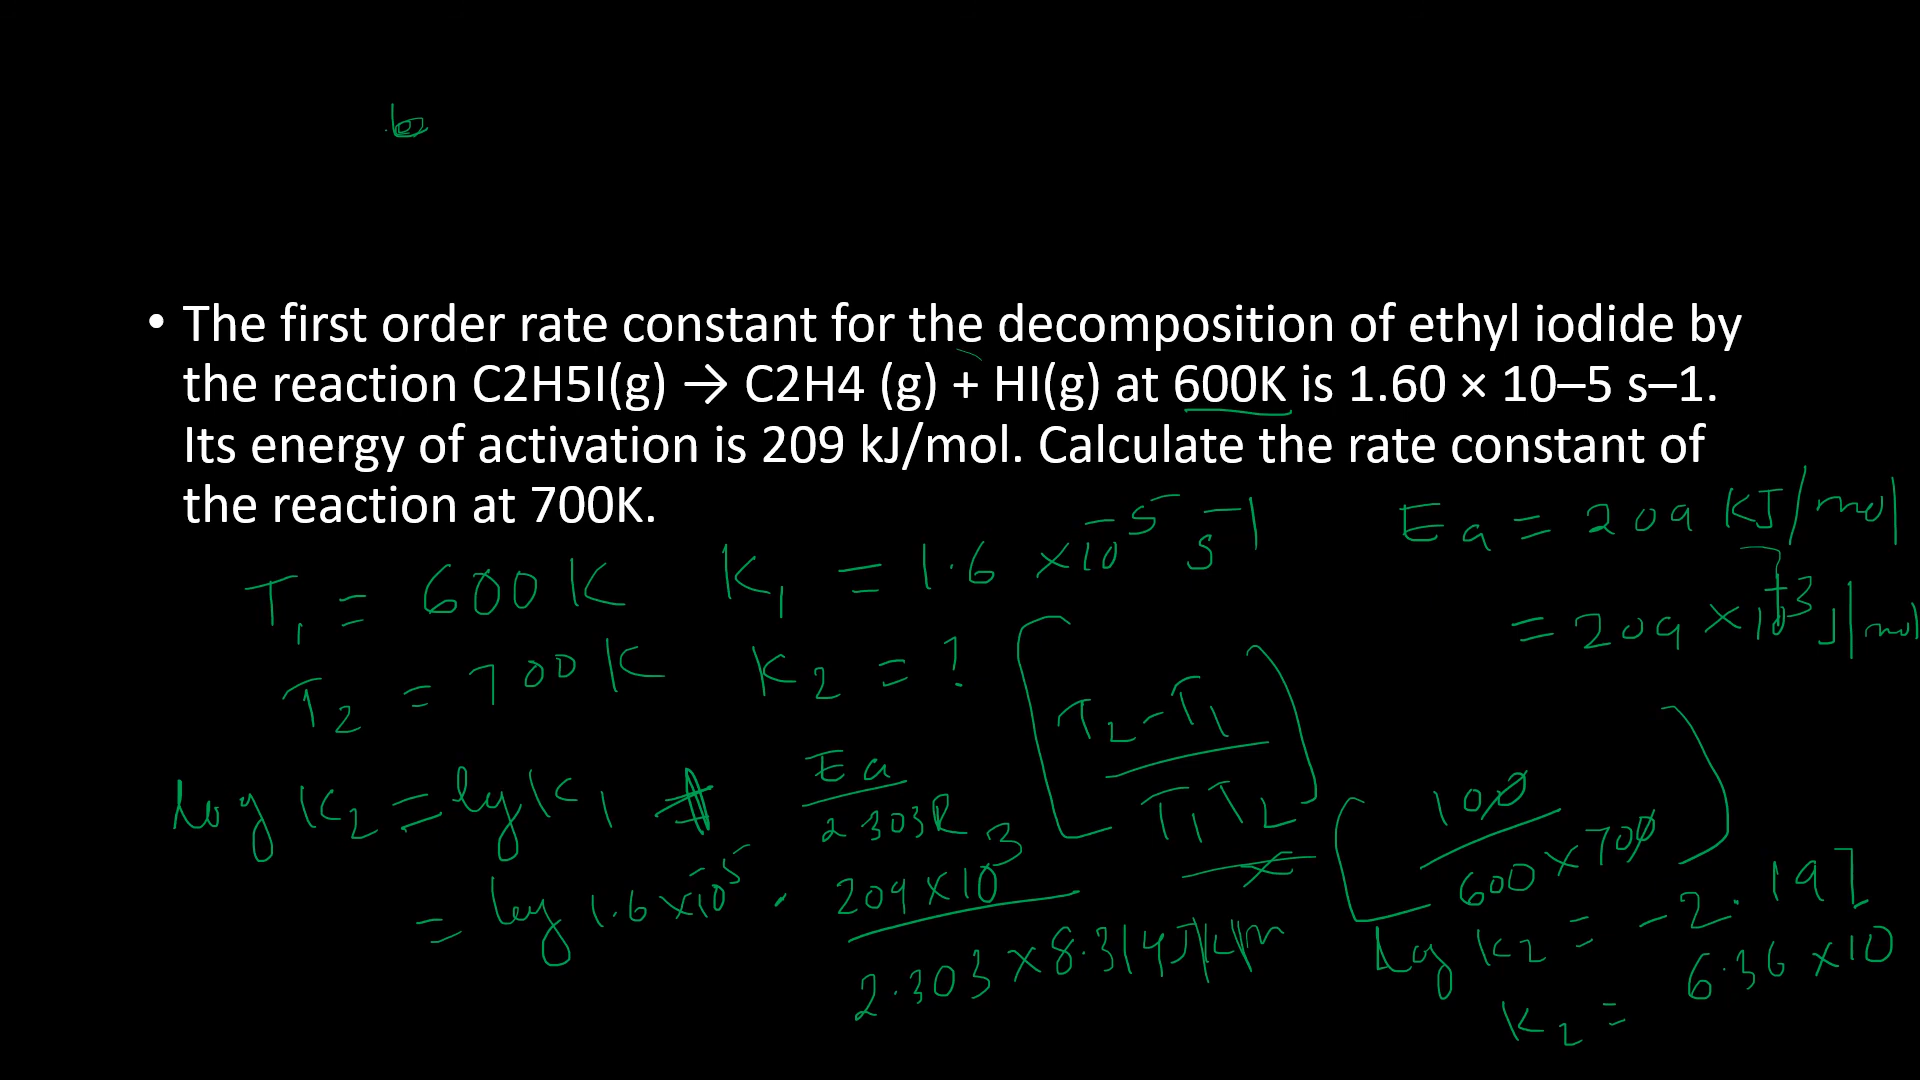 • The first order rate constant for the decomposition of ethyl iodide by
the reaction C2H5I(g) → C2H4 (g) + HI(g) at 600K is 1.60 × 10–5 s–1.
Its energy of activation is 209 kJ/mol. Calculate the rate constant of
the reaction at 700K.
T₁ = 600K K₁ = 1.6 ×10⁻⁵ s⁻¹ Ea = 209 KJ/mol
= 209 × 10³ J/mol
T₂ = 700K K₂ = ?
log K₂ = log K₁ + Ea/2.303R [T₂-T₁/T₁T₂]
= log 1.6 ×10⁻⁵ + 209×10³/2.303×8.314J/K/m [100/600×700]
log K2 = -2.197
K2 = 6.36 ×10